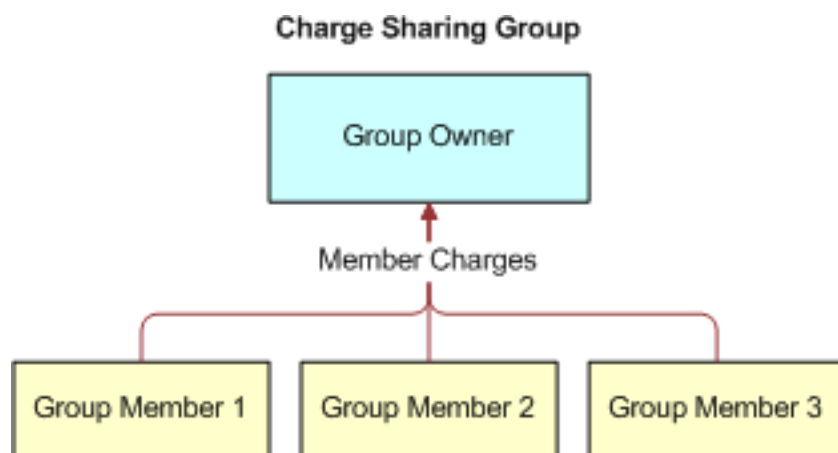 Charge Sharing Group
Group Owner
Member Charges
Group Member 1
Group Member 2
Group Member 3